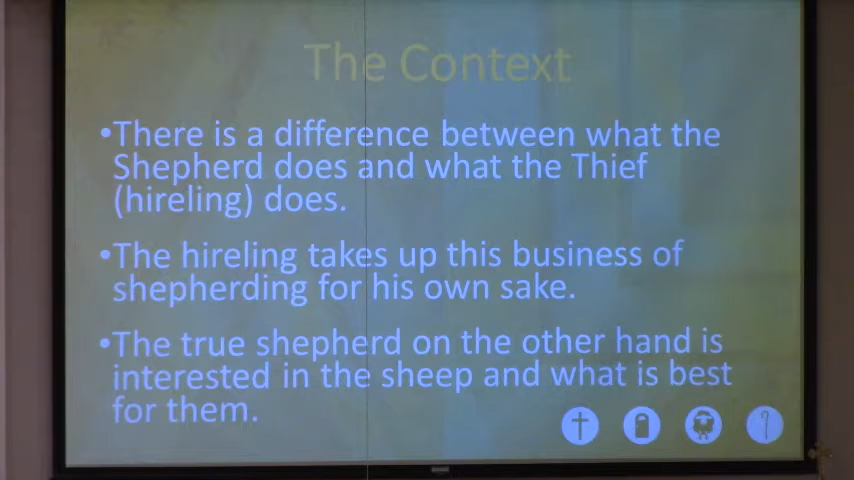 The Context
•There is a difference between what the
Shepherd does and what the Thief
(hireling) does.
•The hireling takes up this business of
shepherding for his own sake.
•The true shepherd on the other hand is
interested in the sheep and what is best
for them.